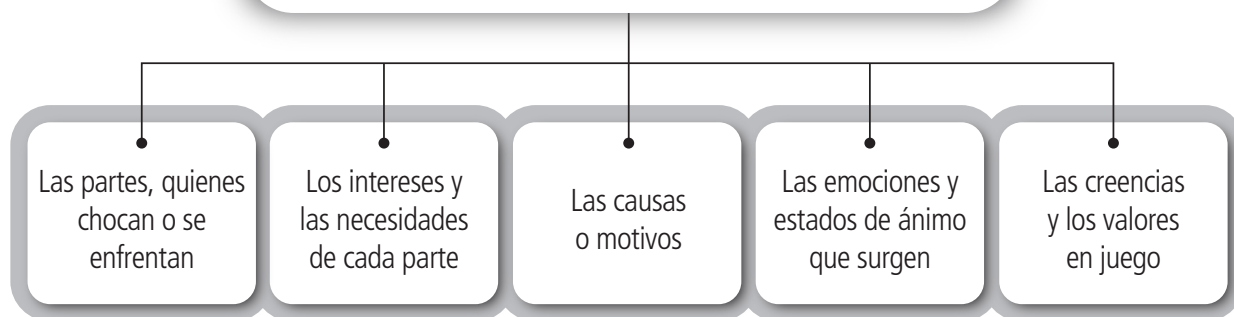 Las partes, quienes
chocan o se
enfrentan
Los intereses y
las necesidades
de cada parte
Las causas
o motivos
Las emociones y
estados de ánimo
que surgen
Las creencias
y los valores
en juego